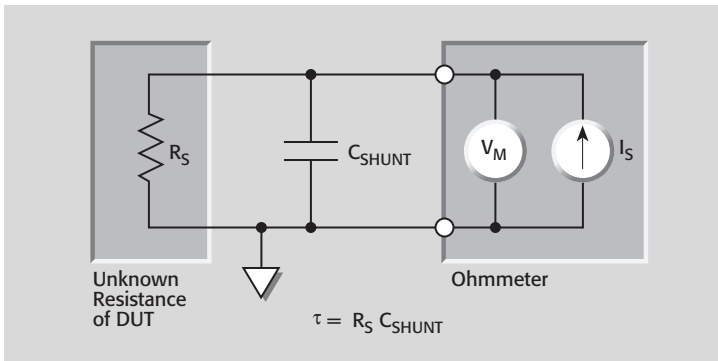 R_S
C_SHUNT
V_M
I_S
Unknown
Resistance
of DUT
Ohmmeter
τ = R_S C_SHUNT